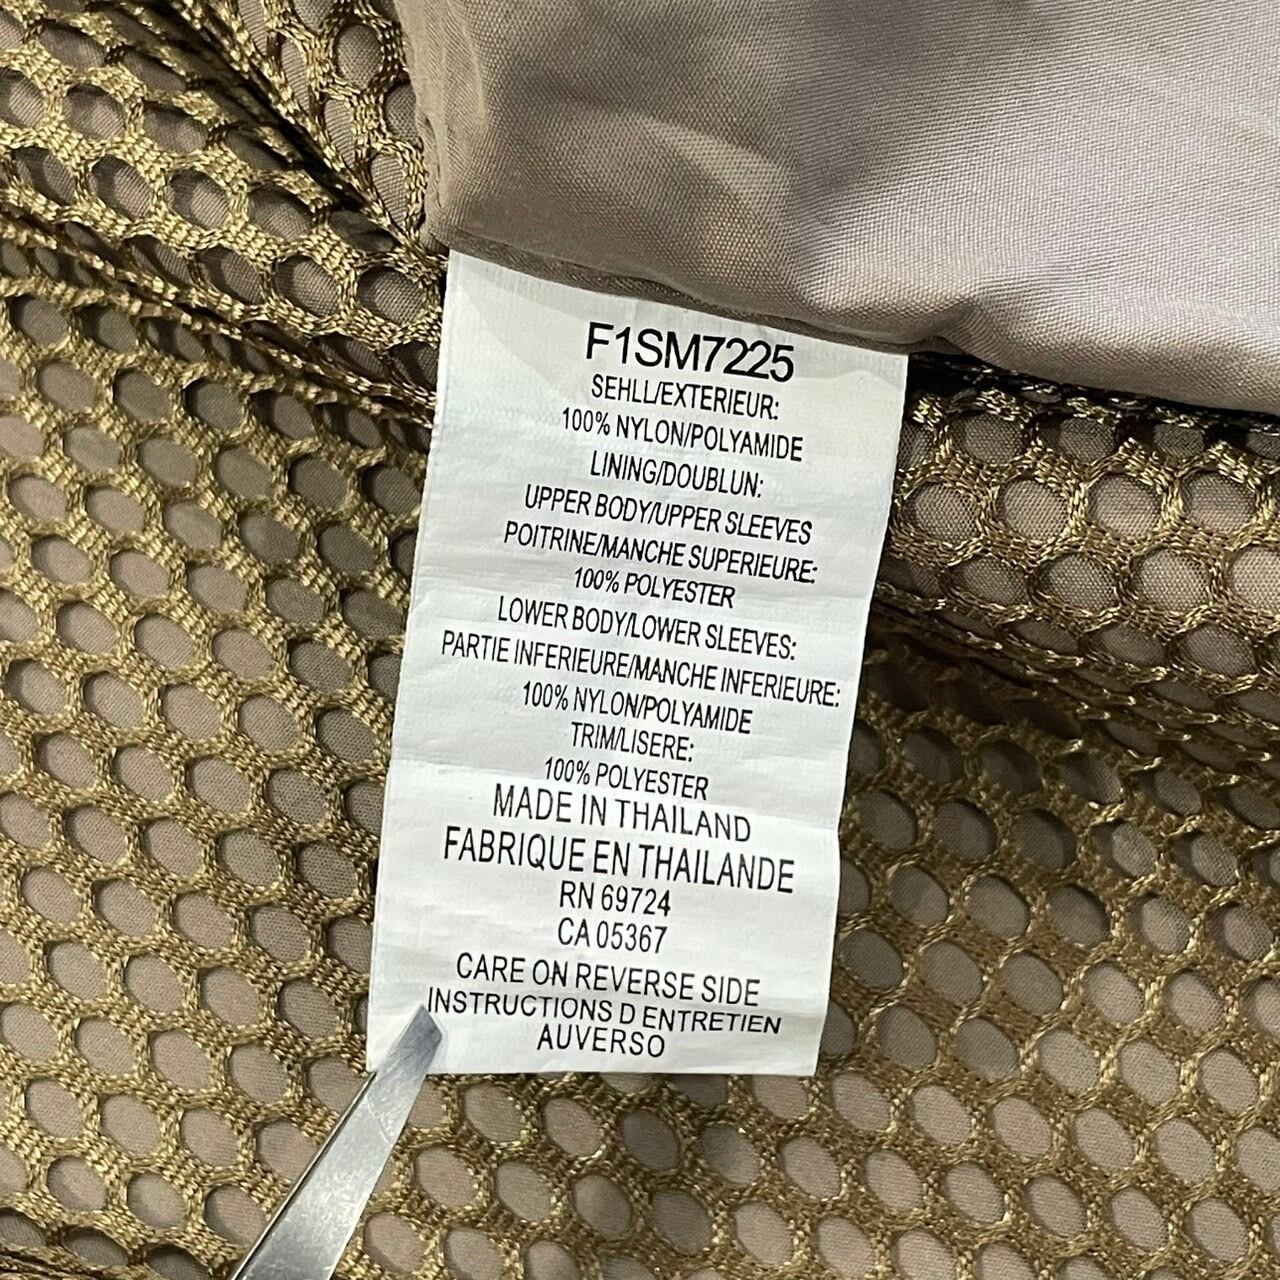 F1SM7225
SEHLL/EXTERIEUR:
100% NYLON/POLYAMIDE
LINING/DOUBLUN:
UPPER BODY/UPPER SLEEVES
POITRINE/MANCHE SUPERIEURE:
100% POLYESTER
LOWER BODY/LOWER SLEEVES:
PARTIE INFERIEURE/MANCHE INFERIEURE:
100% NYLON/POLYAMIDE
TRIM/LISERE:
100% POLYESTER
MADE IN THAILAND
FABRIQUE EN THAILANDE
RN 69724
CA 05367
CARE ON REVERSE SIDE
INSTRUCTIONS D ENTRETIEN
AUVERSO